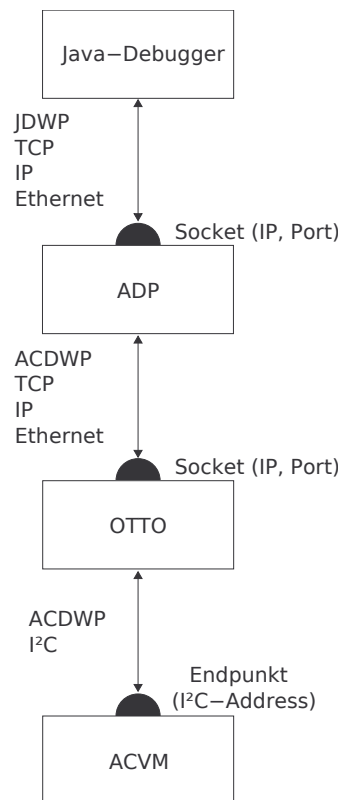 Java−Debugger
JDWP
TCP
IP
Ethernet
Socket (IP, Port)
ADP
ACDWP
TCP
IP
Ethernet
Socket (IP, Port)
OTTO
ACDWP
I²C
Endpunkt
(I²C−Address)
ACVM